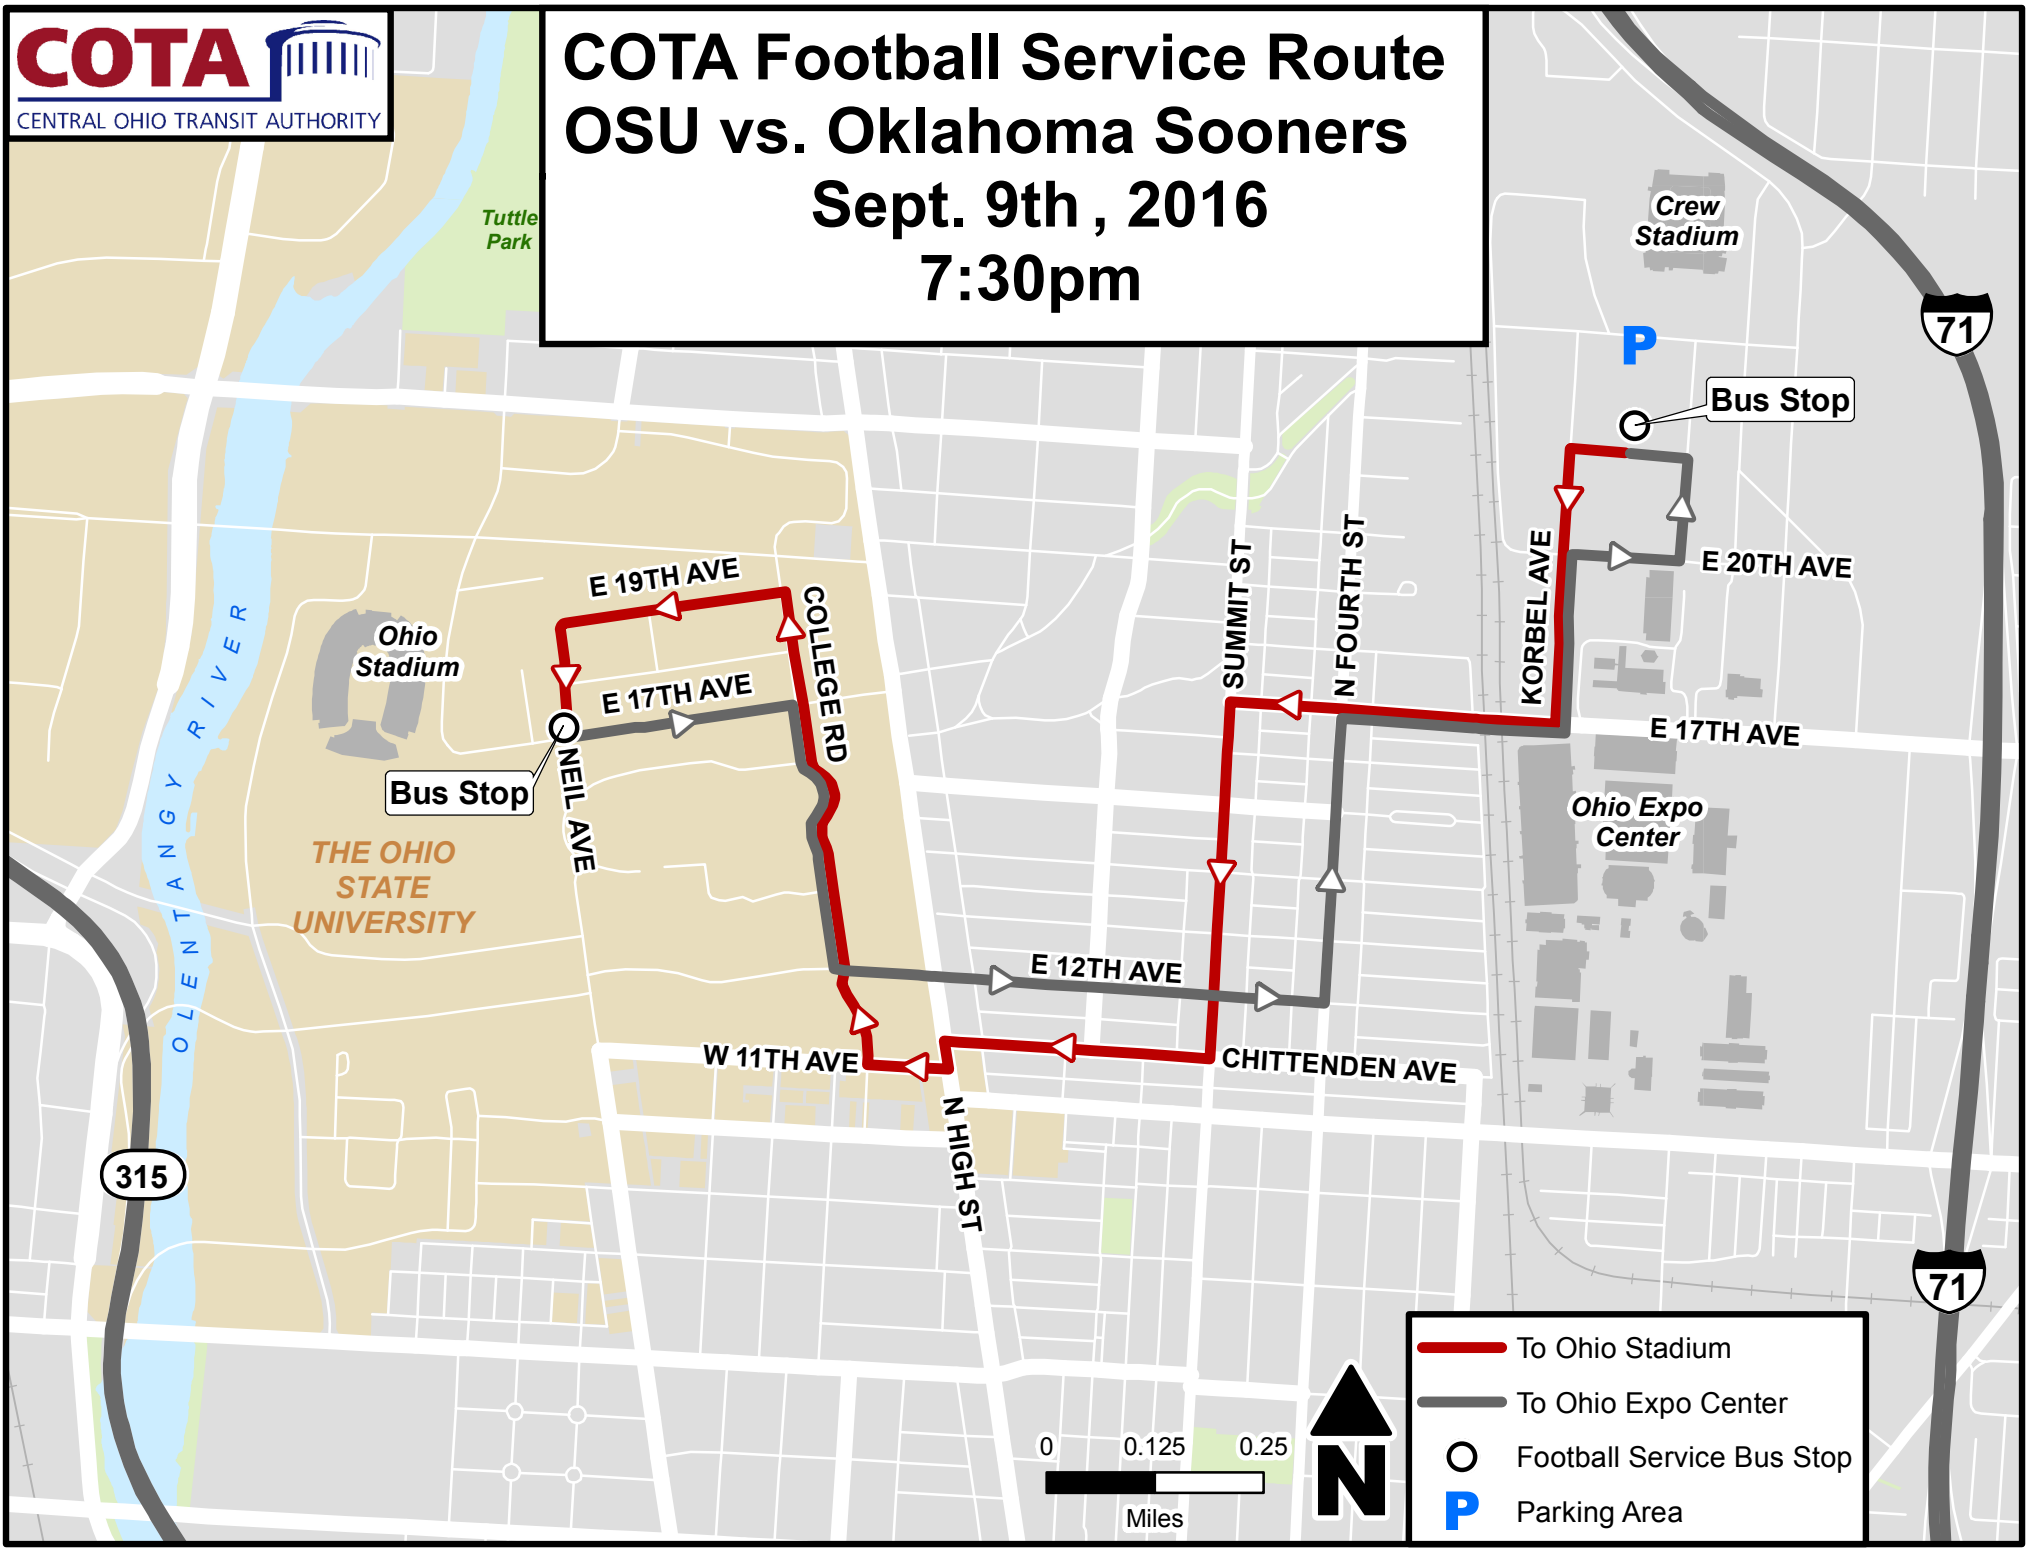 COTA
CENTRAL OHIO TRANSIT AUTHORITY
COTA Football Service Route
OSU vs. Oklahoma Sooners
Sept. 9th , 2016
7:30pm
Tuttle
Park
Crew
Stadium
71
P
Bus Stop
E 20TH AVE
KORBEL AVE
N FOURTH ST
SUMMIT ST
E 19TH AVE
COLLEGE RD
Ohio
Stadium
E 17TH AVE
E 17TH AVE
Bus Stop
NEIL AVE
OLENTANGY RIVER
Ohio Expo
Center
THE OHIO
STATE
UNIVERSITY
E 12TH AVE
W 11TH AVE
CHITTENDEN AVE
N HIGH ST
315
71
To Ohio Stadium
To Ohio Expo Center
Football Service Bus Stop
P Parking Area
0 0.125 0.25
Miles
N